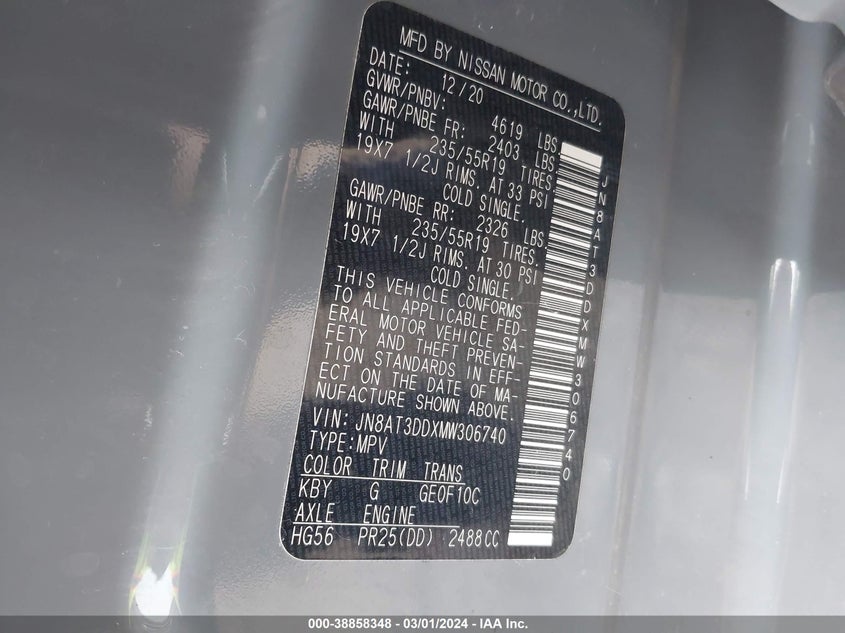 MFD BY NISSAN MOTOR CO.,LTD.
DATE: 12/20
GVWR/PNBV: 4619 LBS
GAWR/PNBE FR: 2403 LBS
WITH 235/55R19 TIRES,
19X7 1/2J RIMS. AT 33 PSI
COLD SINGLE.
GAWR/PNBE RR: 2326 LBS
WITH 235/55R19 TIRES,
19X7 1/2J RIMS. AT 30 PSI
COLD SINGLE.
THIS VEHICLE CONFORMS
TO ALL APPLICABLE FED-
ERAL MOTOR VEHICLE SA-
FETY AND THEFT PREVEN-
TION STANDARDS IN EFF-
ECT ON THE DATE OF MA-
NUFACTURE SHOWN ABOVE.
VIN: JN8AT3DDXMW306740
TYPE:MPV
COLOR TRIM TRANS
KBY G GE0F10C
AXLE ENGINE
HG56 PR25(DD) 2488CC
JN8AT3DDXMW306740
000-38858348 - 03/01/2024 - IAA Inc.